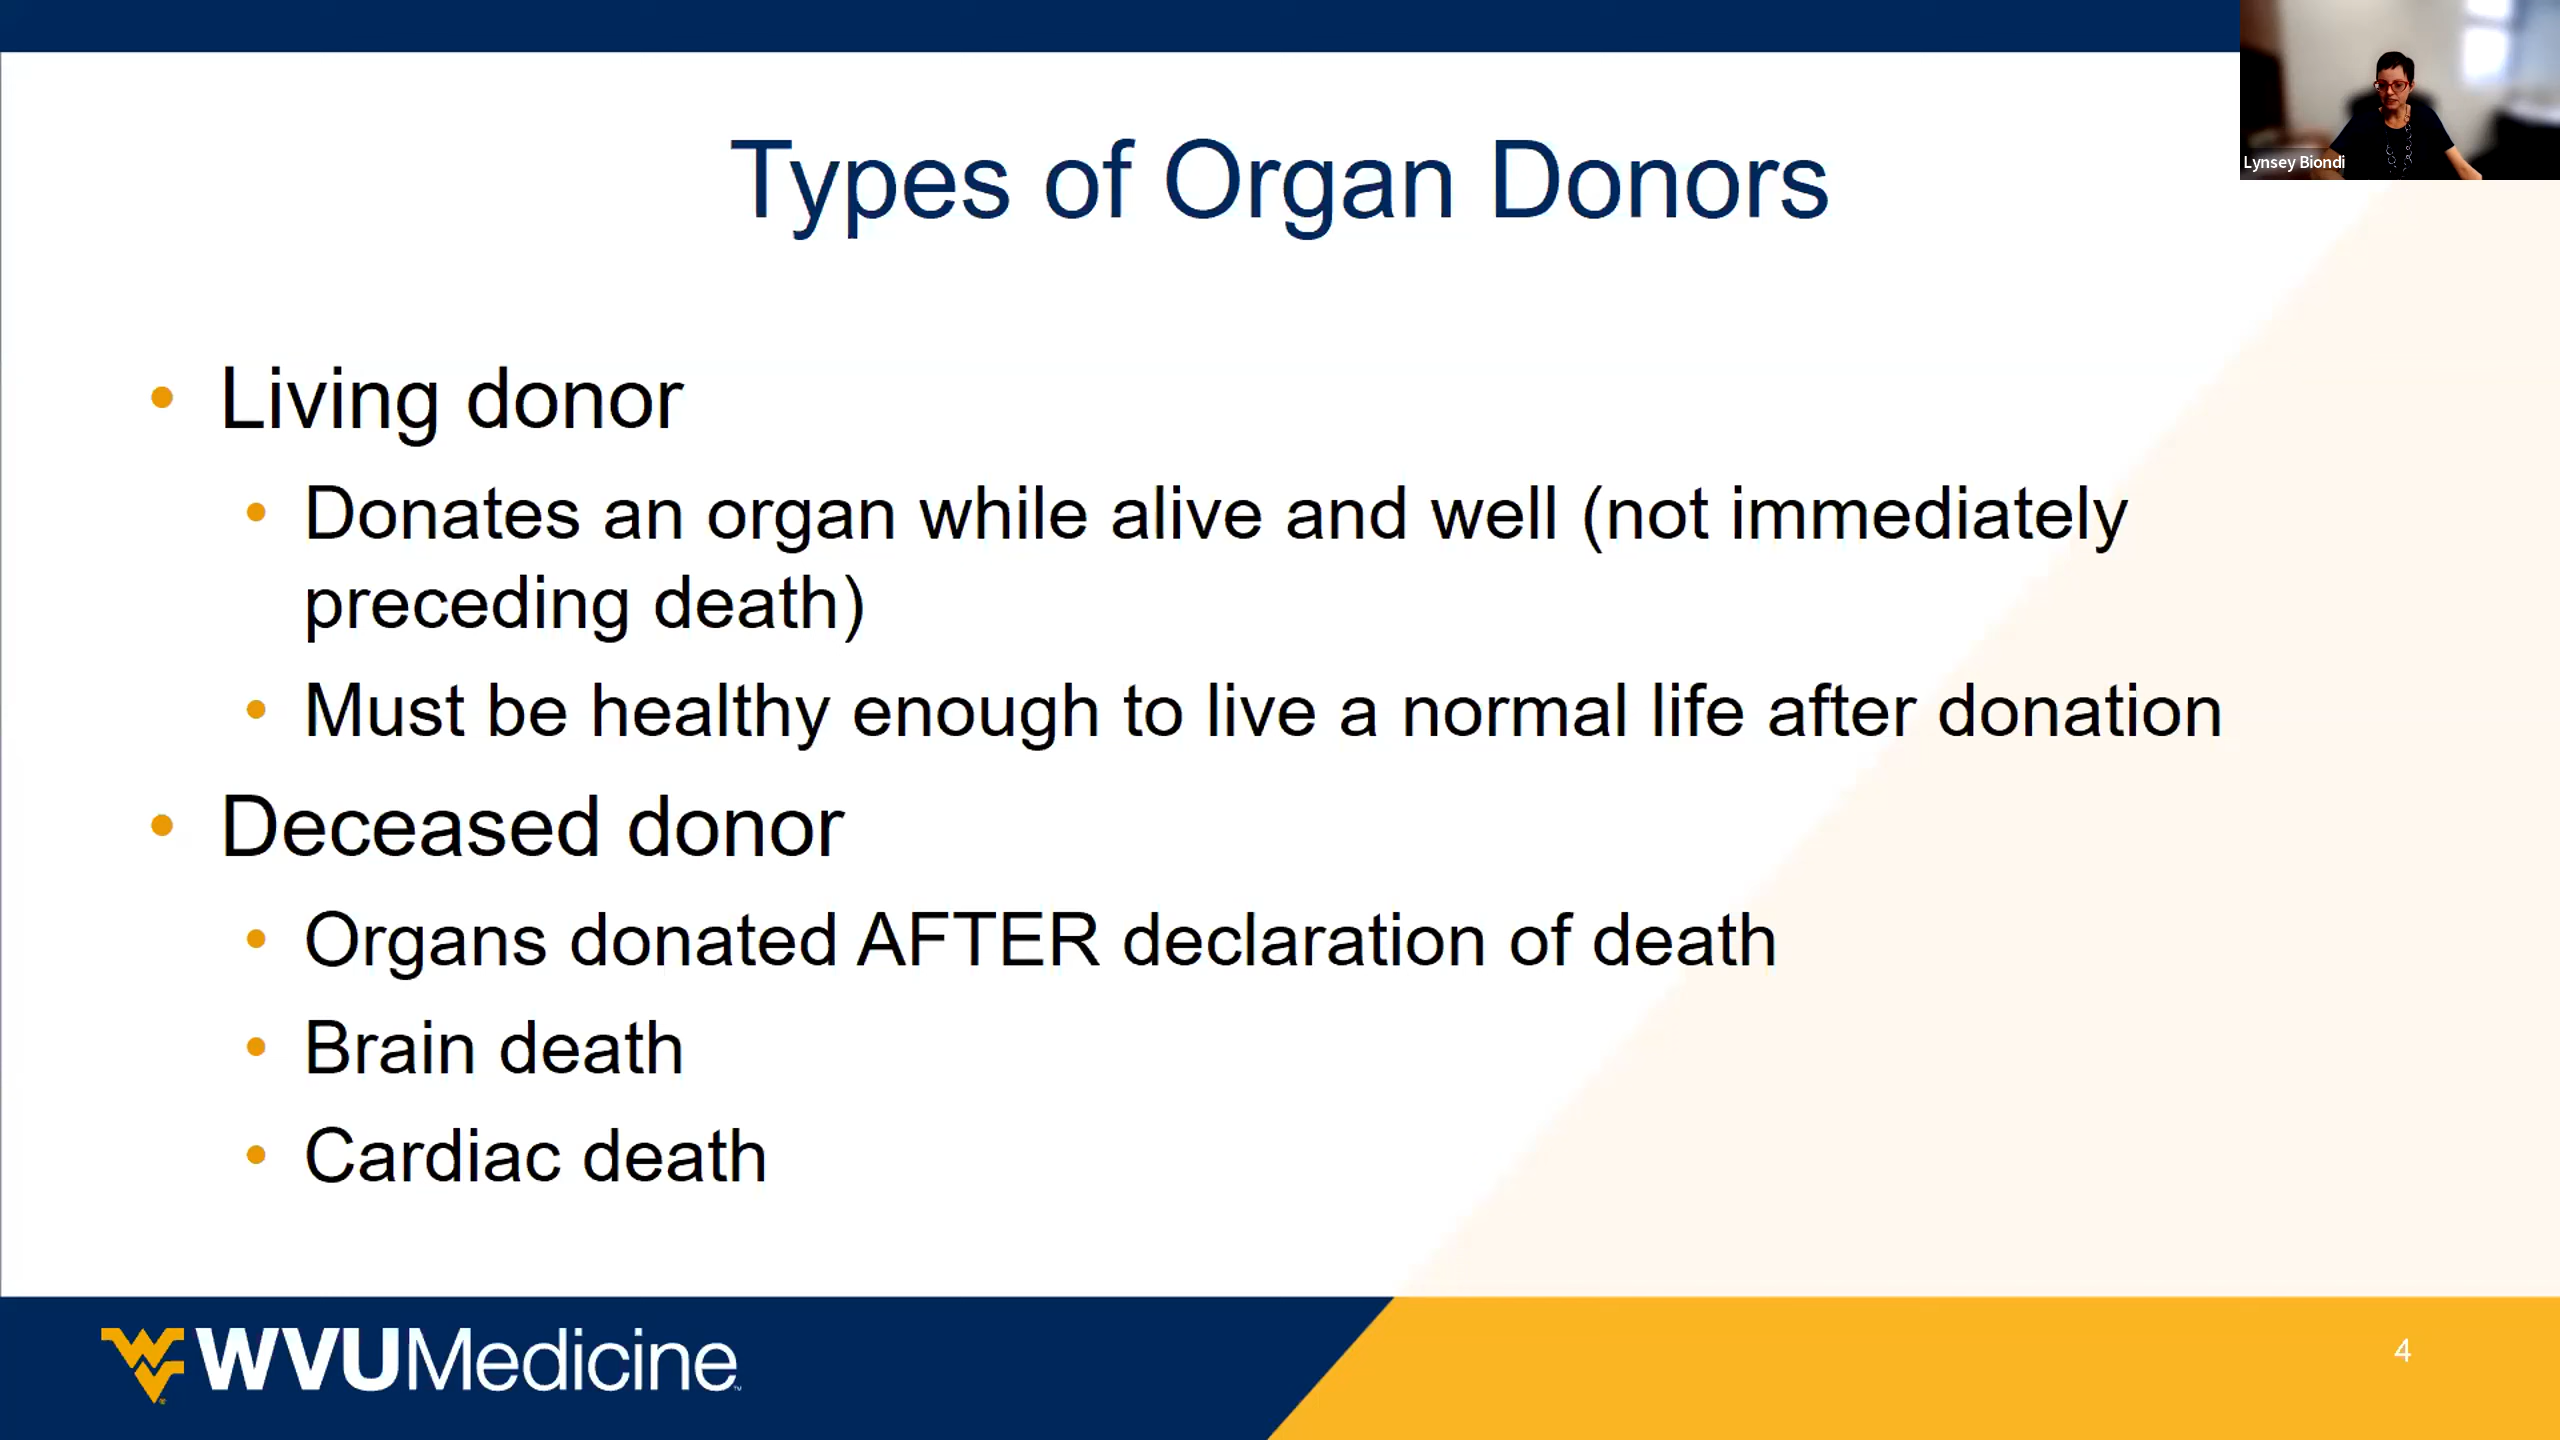 Types of Organ Donors
Lynsey Biondi
• Living donor
• Donates an organ while alive and well (not immediately
preceding death)
• Must be healthy enough to live a normal life after donation
• Deceased donor
• Organs donated AFTER declaration of death
• Brain death
• Cardiac death
WV WVUMedicine™
4